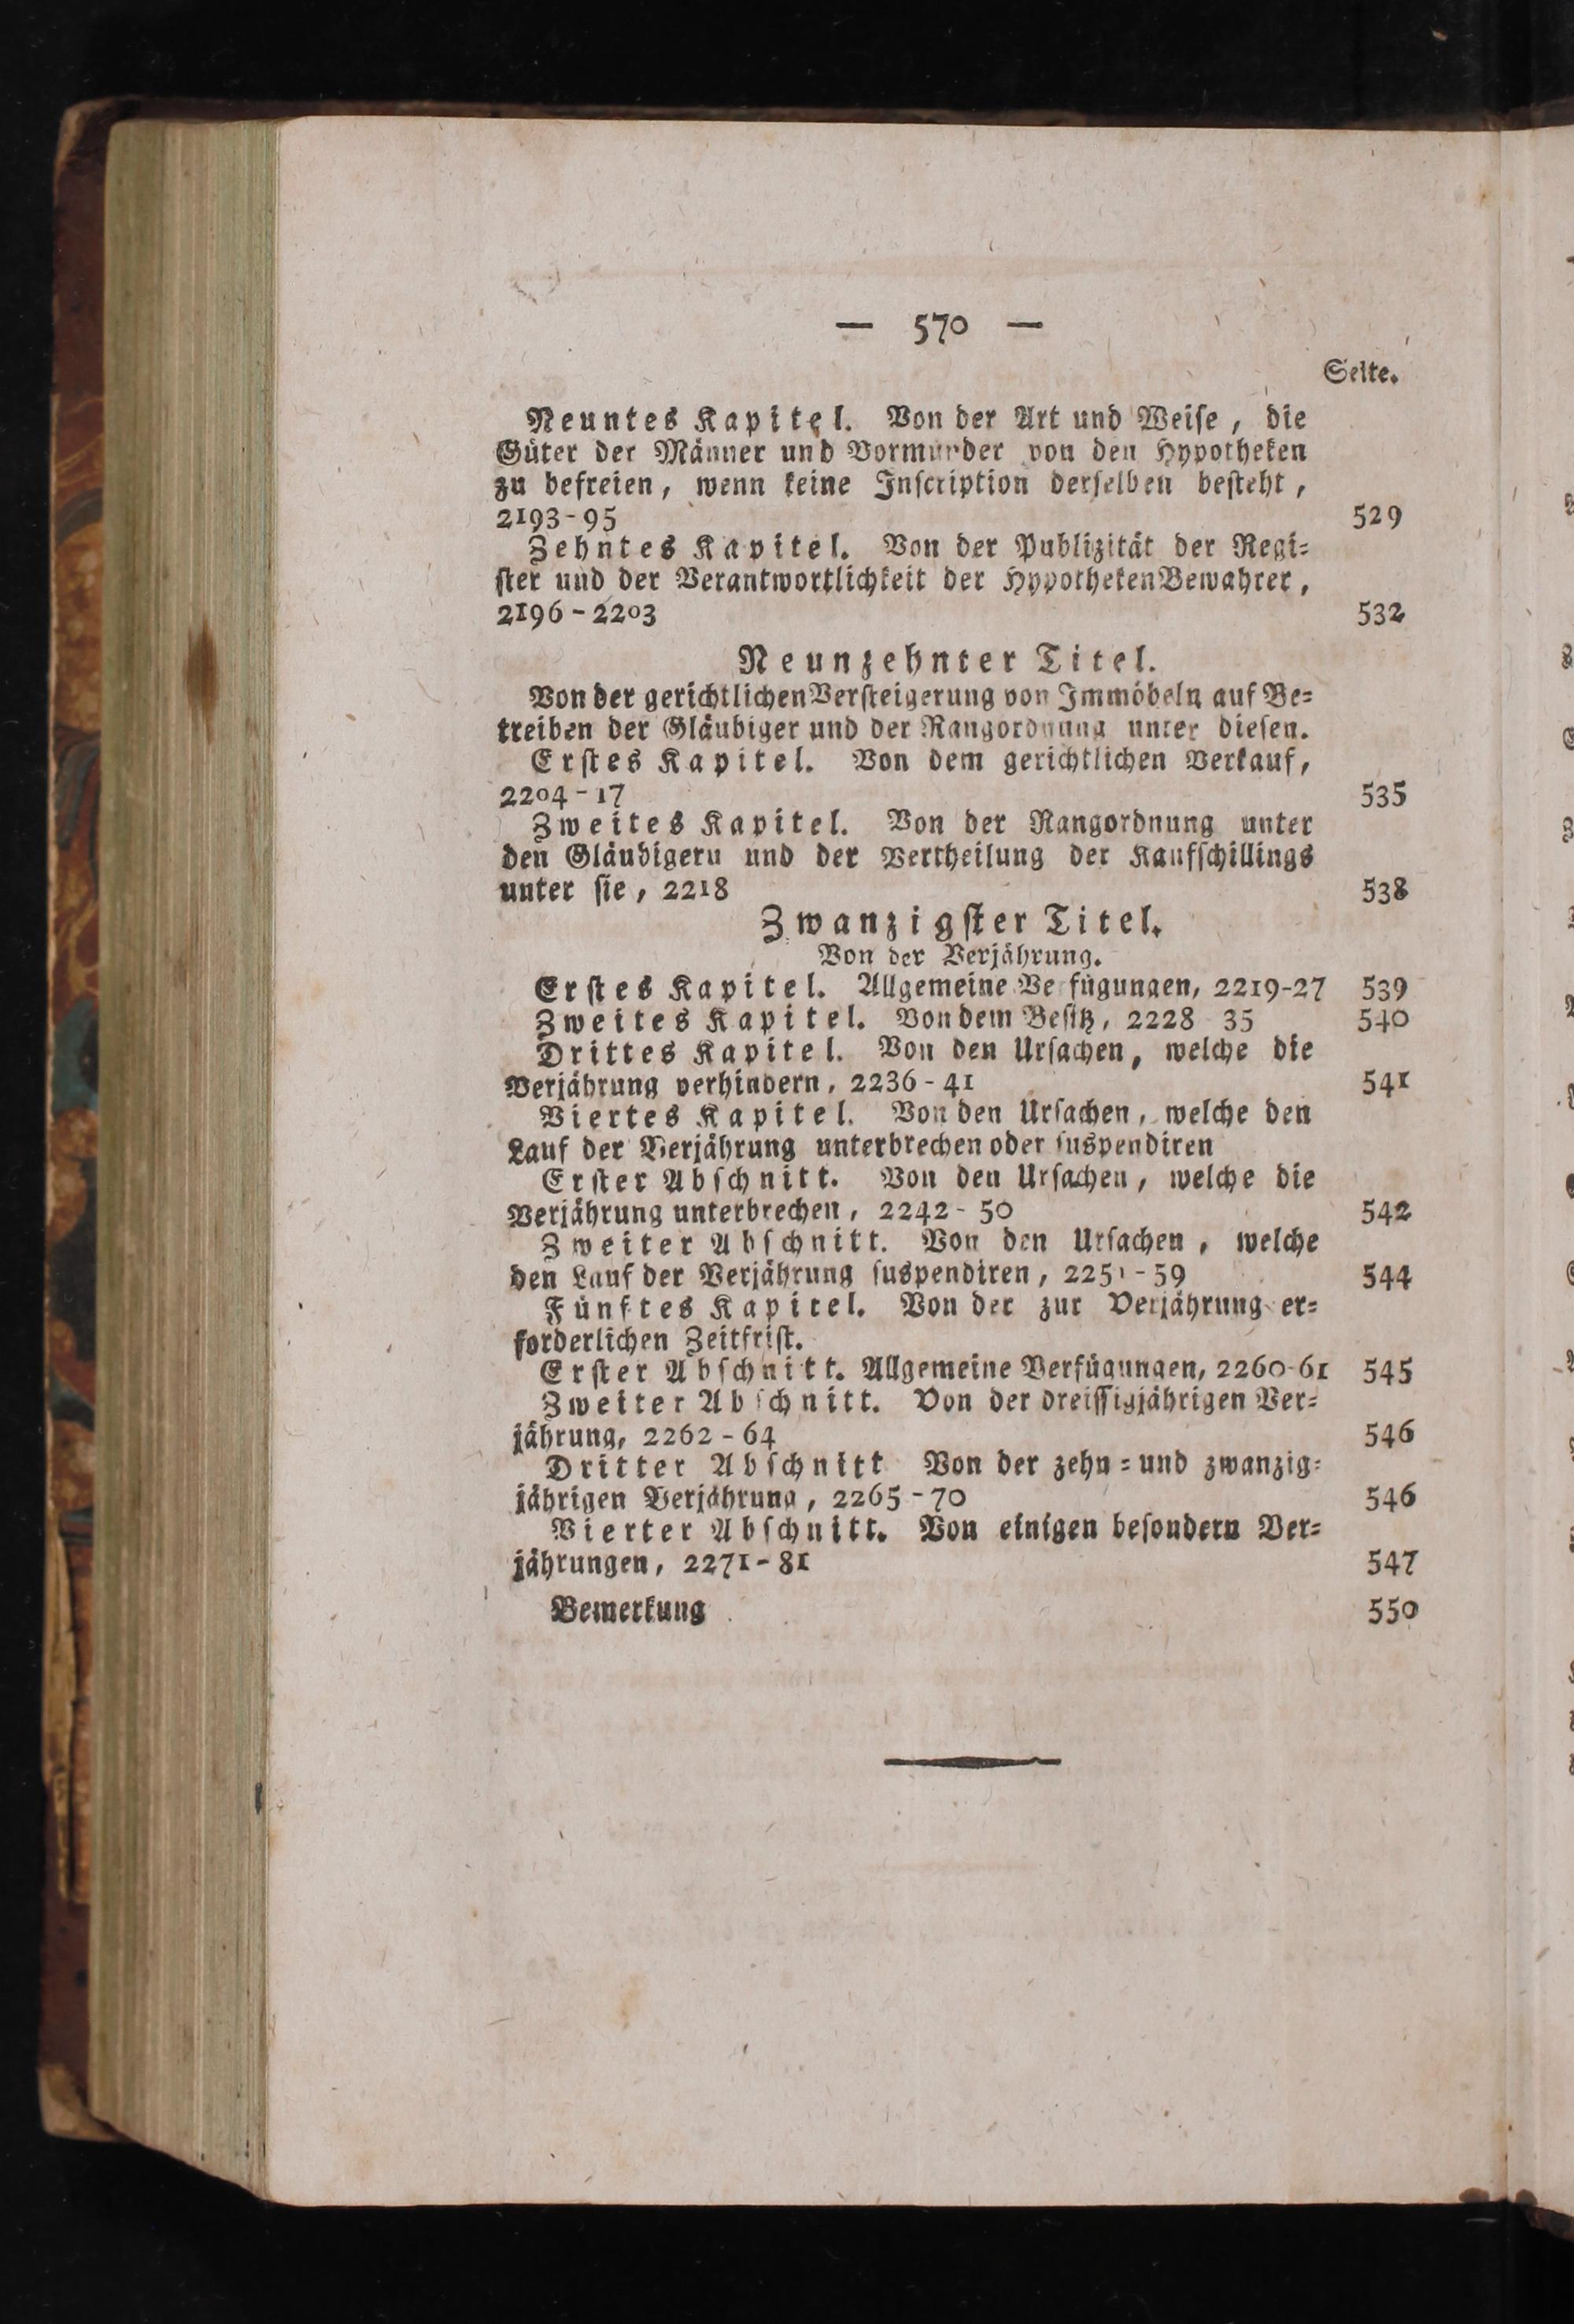 — 570 —
Seite.
Neuntes Kapitel. Von der Art und Weiſe, die
Güter der Männer und Vormunder von den Hypotheken
zu befreien, wenn keine Inſcription derſelben beſteht,
2193-95 529
Zehntes Kapitel. Von der Publizität der Regi⸗
ſter und der Verantwortlichkeit der HypothekenBewahrer,
2196-2203 532
Neunzehnter Titel.
Von der gerichtlichen Verſteigerung von Immöbeln auf Be⸗
treiben der Gläubiger und der Rangordnung unter dieſen.
Erſtes Kapitel. Von dem gerichtlichen Verkauf,
2204-17 535
Zweites Kapitel. Von der Rangordnung unter
den Gläubigern und der Vertheilung der Kaufſchillings
unter ſie, 2218 538
Zwanzigſter Titel.
Von der Verjährung.
Erſtes Kapitel. Allgemeine Verfügungen, 2219-27 539
Zweites Kapitel. Von dem Beſitz, 2228 35 540
Drittes Kapitel. Von den Urſachen, welche die
Verjährung verhindern, 2236-41 541
Viertes Kapitel. Von den Urſachen, welche den
Lauf der Verjährung unterbrechen oder ſuspendiren
Erſter Abſchnitt. Von den Urſachen, welche die
Verjährung unterbrechen, 2242-50 542
Zweiter Abſchnitt. Von den Urſachen, welche
den Lauf der Verjährung ſuspendiren, 2251-59 544
Fünftes Kapitel. Von der zur Verjährung er⸗
forderlichen Zeitfriſt.
Erſter Abſchnitt. Allgemeine Verfügungen, 2260-61 545
Zweiter Abſchnitt. Von der dreiſſigjährigen Ver⸗
jährung, 2262-64 546
Dritter Abſchnitt Von der zehn⸗ und zwanzig⸗
jährigen Verjährung, 2265-70 546
Vierter Abſchnitt. Von einigen beſondern Ver⸗
jährungen, 2271-81 547
Bemerkung 550